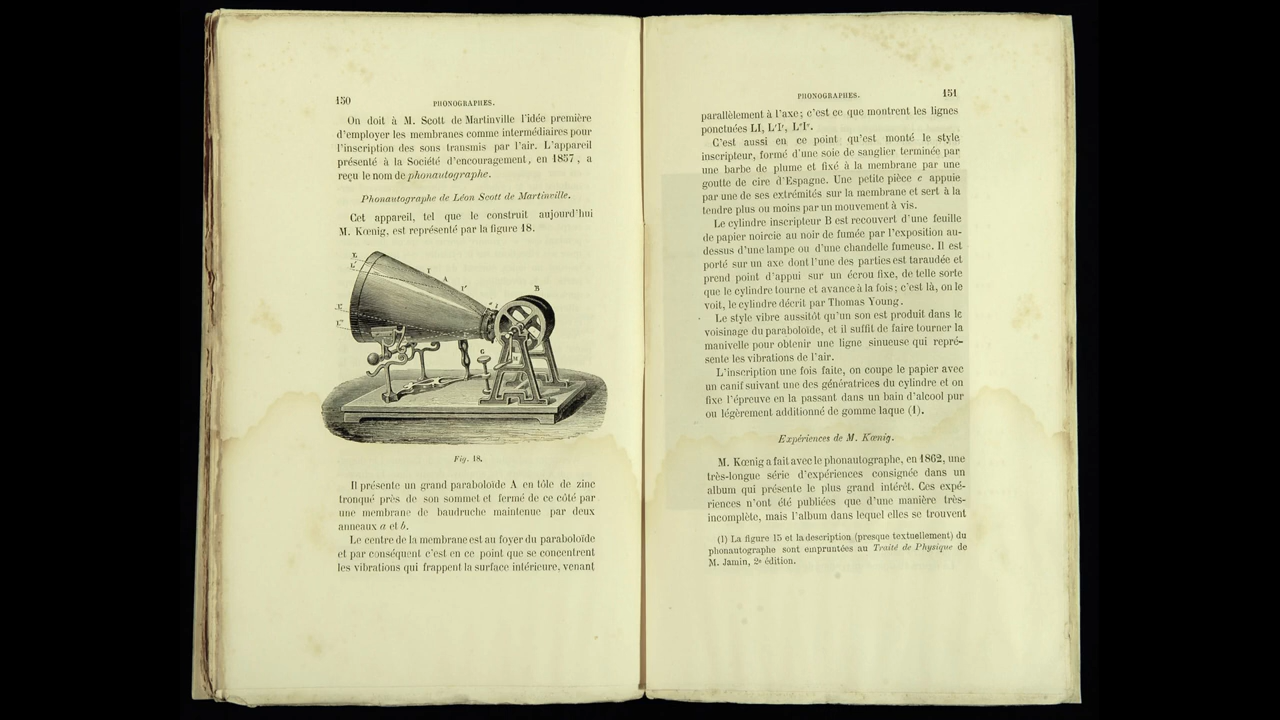 150
PHONOGRAPHES.
On doit à M. Scott de Martinville l'idée première
d'employer les membranes comme intermédiaires pour
l'inscription des sons transmis par l'air. L'appareil
présenté à la Société d'encouragement, en 1857, a
reçu le nom de phonautographe.
Phonautographe de Léon Scott de Martinville.
Cet appareil, tel que le construit aujourd'hui
M. Kœnig, est représenté par la figure 18.
A
B
G
Fig. 18.
Il présente un grand paraboloïde A en tôle de zinc
tronqué près de son sommet et fermé de ce côté par
une membrane de baudruche maintenue par deux
anneaux a et b.
Le centre de la membrane est au foyer du paraboloïde
et par conséquent c'est en ce point que se concentrent
les vibrations qui frappent la surface intérieure, venant
PHONOGRAPHES.
151
parallèlement à l'axe; c'est ce que montrent les lignes
ponctuées LI, L'I', L"I".
C'est aussi en ce point qu'est monté le style
inscripteur, formé d'une soie de sanglier terminée par
une barbe de plume et fixé à la membrane par une
goutte de cire d'Espagne. Une petite pièce c appuie
par une de ses extrémités sur la membrane et sert à la
tendre plus ou moins par un mouvement à vis.
Le cylindre inscripteur B est recouvert d'une feuille
de papier noircie au noir de fumée par l'exposition au-
dessus d'une lampe ou d'une chandelle fumeuse. Il est
porté sur un axe dont l'une des parties est taraudée et
prend point d'appui sur un écrou fixe, de telle sorte
que le cylindre tourne et avance à la fois; c'est là, on le
voit, le cylindre décrit par Thomas Young.
Le style vibre aussitôt qu'un son est produit dans le
voisinage du paraboloïde, et il suffit de faire tourner la
manivelle pour obtenir une ligne sinueuse qui repré-
sente les vibrations de l'air.
L'inscription une fois faite, on coupe le papier avec
un canif suivant une des génératrices du cylindre et on
fixe l'épreuve en la passant dans un bain d'alcool pur
ou légèrement additionné de gomme laque (1).
Expériences de M. Kœnig.
M. Kœnig a fait avec le phonautographe, en 1862, une
très-longue série d'expériences consignée dans un
album qui présente le plus grand intérêt. Ces expé-
riences n'ont été publiées que d'une manière très-
incomplète, mais l'album dans lequel elles se trouvent
(1) La figure 15 et la description (presque textuellement) du
phonautographe sont empruntées au Traité de Physique de
M. Jamin, 2e édition.